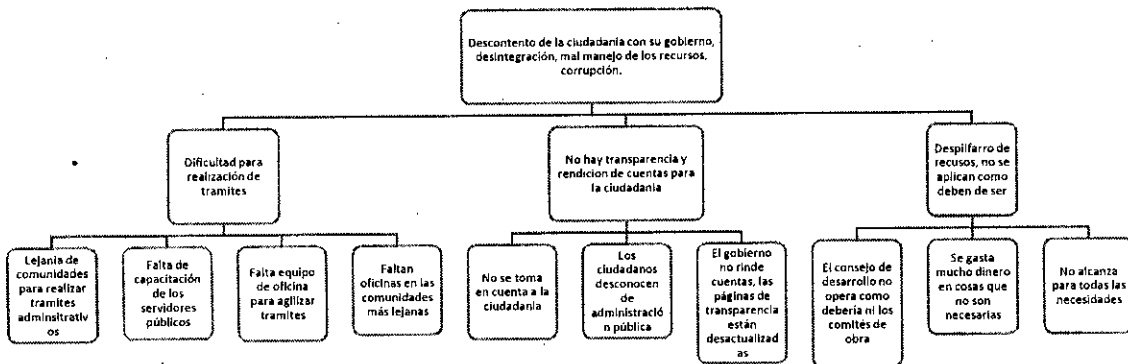 Descontento de la ciudadanía con su gobierno,
desintegración, mal manejo de los recursos,
corrupción.
Dificultad para
realización de
tramites
No hay transparencia y
rendicion de cuentas para
la ciudadanía
Despilfarro de
recusos, no se
aplican como
deben de ser
Lejania de
comunidades
para realizar
tramites
adminsitrativ
os
Falta de
capacitación
de los
servidores
públicos
Falta equipo
de oficina
para agilizar
tramites
Faltan
oficinas en las
comunidades
más lejanas
No se toma
en cuenta a la
ciudadanía
Los
ciudadanos
desconocen
de
administració
n pública
El gobierno
no rinde
cuentas, las
páginas de
transparencia
están
desactualizad
as
El consejo de
desarrollo no
opera como
debería ni los
comités de
obra
Se gasta
mucho dinero
en cosas que
no son
necesarias
No alcanza
para todas las
necesidades